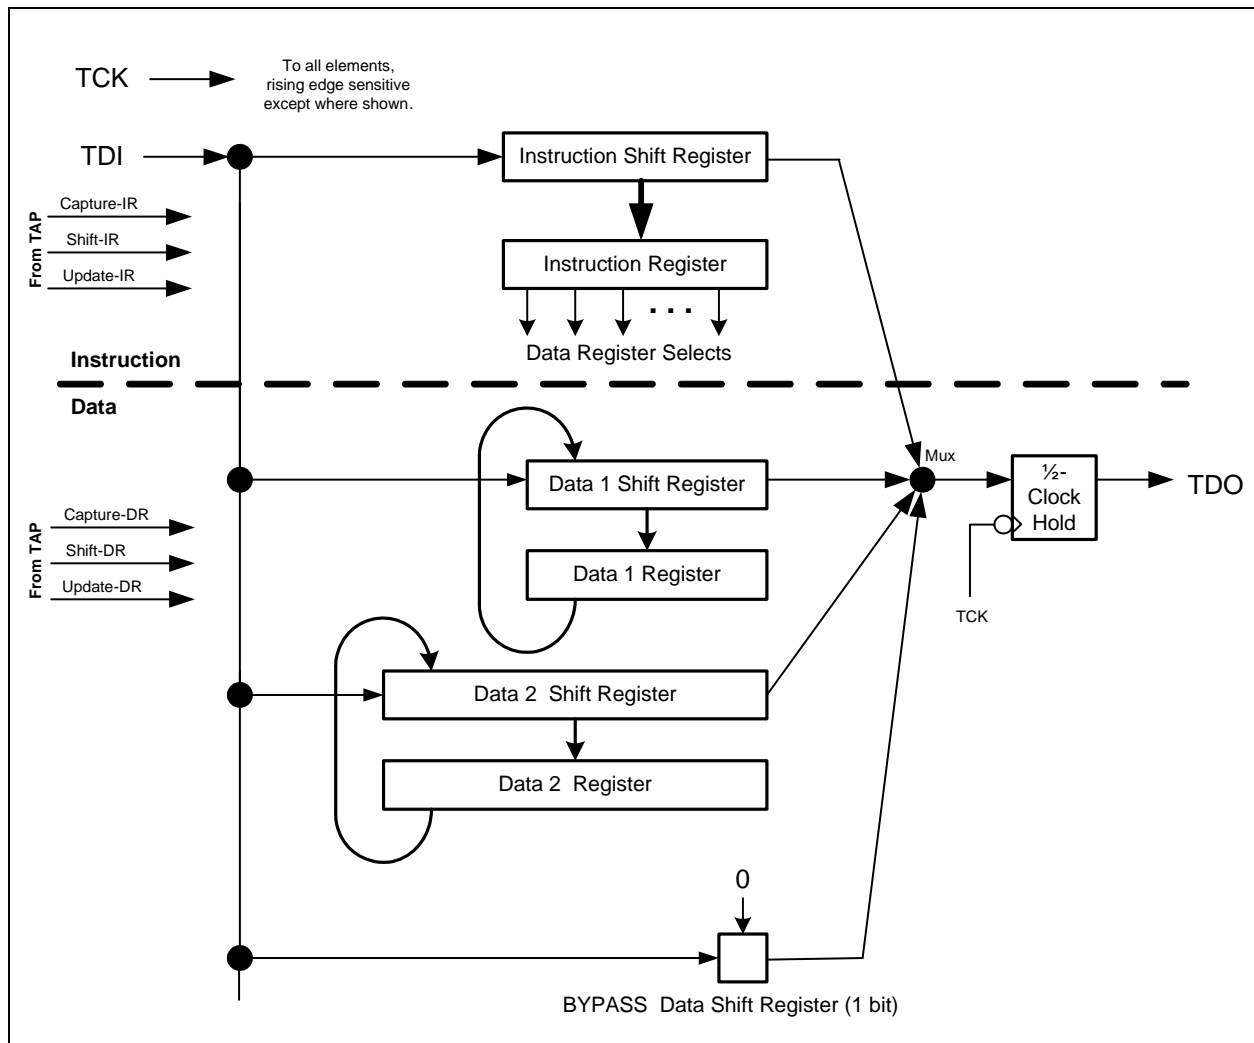 TCK
To all elements,
rising edge sensitive
except where shown.
TDI
Instruction Shift Register
From TAP
Capture-IR
Shift-IR
Update-IR
Instruction Register
. . .
Data Register Selects
Instruction
Data
Mux
Data 1 Shift Register
½-
Clock
Hold
TDO
From TAP
Capture-DR
Shift-DR
Update-DR
Data 1 Register
TCK
Data 2 Shift Register
Data 2 Register
0
BYPASS Data Shift Register (1 bit)